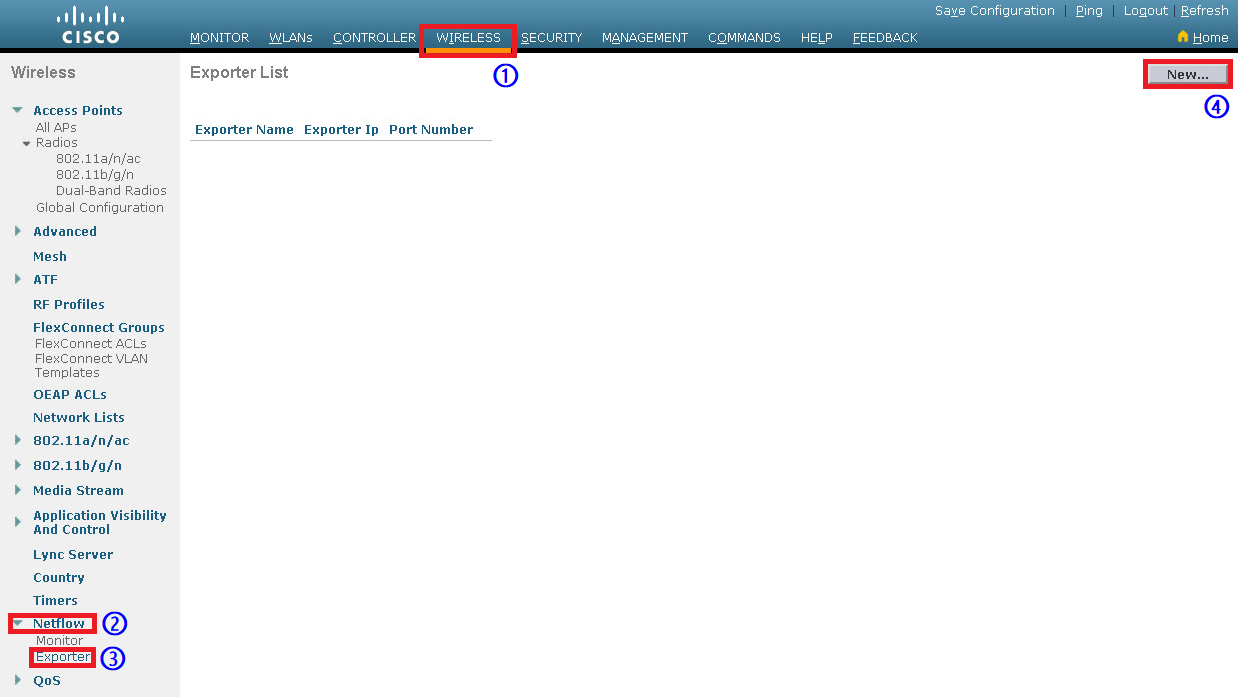 Save Configuration | Ping | Logout | Refresh
CISCO
MONITOR WLANs CONTROLLER WIRELESS SECURITY MANAGEMENT COMMANDS HELP FEEDBACK Home
Wireless
Exporter List
New...
①
④
Access Points
All APs
Radios
802.11a/n/ac
802.11b/g/n
Dual-Band Radios
Global Configuration
Advanced
Mesh
ATF
RF Profiles
FlexConnect Groups
FlexConnect ACLs
FlexConnect VLAN
Templates
OEAP ACLs
Network Lists
802.11a/n/ac
802.11b/g/n
Media Stream
Application Visibility
And Control
Lync Server
Country
Timers
Netflow ②
Monitor
Exporter ③
QoS
Exporter Name Exporter Ip Port Number